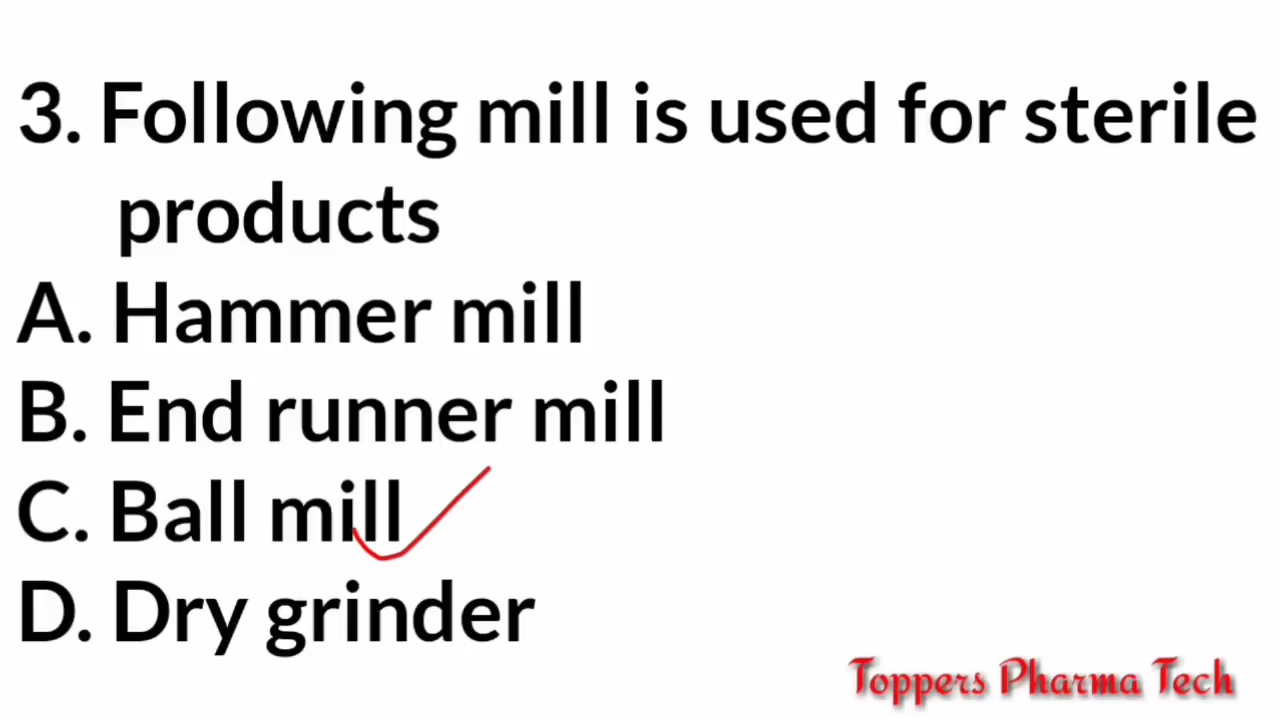 3. Following mill is used for sterile
products
A. Hammer mill
B. End runner mill
C. Ball mill
D. Dry grinder
Toppers Pharma Tech